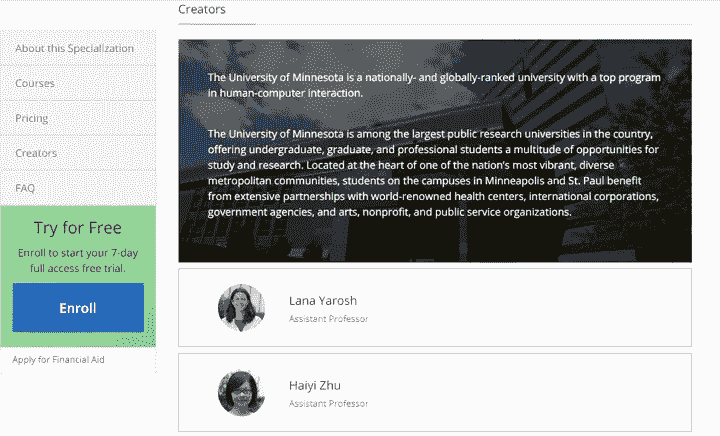 Creators
About this Specialization
Courses
Pricing
Creators
FAQ
Try for Free
Enroll to start your 7-day
full access free trial.
Enroll
Apply for Financial Aid
The University of Minnesota is a nationally- and globally-ranked university with a top program
in human-computer interaction.
The University of Minnesota is among the largest public research universities in the country,
offering undergraduate, graduate, and professional students a multitude of opportunities for
study and research. Located at the heart of one of the nation's most vibrant, diverse
metropolitan communities, students on the campuses in Minneapolis and St. Paul benefit
from extensive partnerships with world-renowned health centers, international corporations,
government agencies, and arts, nonprofit, and public service organizations.
Lana Yarosh
Assistant Professor
Haiyi Zhu
Assistant Professor